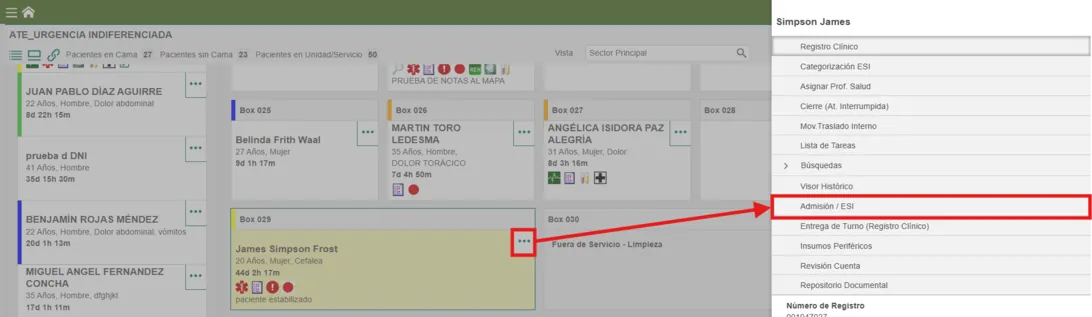 ATE_URGENCIA INDIFERENCIADA
Pacientes en Cama 27 Pacientes sin Cama 23 Pacientes en Unidad/Servicio 50
Vista Sector Principal
JUAN PABLO DÍAZ AGUIRRE
22 Años, Hombre, Dolor abdominal
8d 22h 15m
prueba d DNI
41 Años, Hombre
35d 15h 30m
BENJAMÍN ROJAS MÉNDEZ
22 Años, Hombre, Dolor abdominal, vómitos
20d 1h 13m
MIGUEL ANGEL FERNANDEZ
CONCHA
35 Años, Hombre, dfghjkt
17d 1h 11m
NEW
PRUEBA DE NOTAS AL MAPA
Box 025
Belinda Frith Waal
27 Años, Mujer
9d 1h 17m
Box 026
MARTIN TORO
LEDESMA
35 Años, Hombre,
DOLOR TORÁCICO
7d 4h 50m
Box 027
ANGÉLICA ISIDORA PAZ
ALEGRÍA
31 Años, Mujer, Dolor
8d 3h 16m
Box 028
Box 029
James Simpson Frost
20 Años, Mujer, Cefalea
44d 2h 17m
paciente estabilizado
Box 030
Fuera de Servicio - Limpieza
Simpson James
Registro Clínico
Categorización ESI
Asignar Prof. Salud
Cierre (At. Interrumpida)
Mov.Traslado Interno
Lista de Tareas
Búsquedas
Visor Histórico
Admisión / ESI
Entrega de Turno (Registro Clínico)
Insumos Periféricos
Revisión Cuenta
Repositorio Documental
Número de Registro